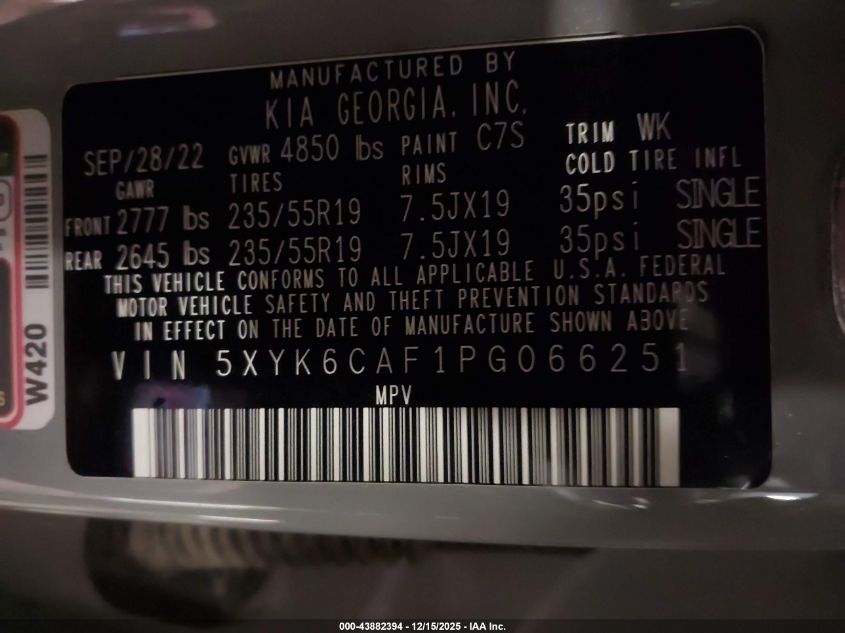 MANUFACTURED BY
KIA GEORGIA, INC.
SEP/28/22 GVWR 4850 lbs PAINT C7S TRIM WK
GAWR TIRES RIMS COLD TIRE INFL
FRONT 2777 lbs 235/55R19 7.5JX19 35psi SINGLE
REAR 2645 lbs 235/55R19 7.5JX19 35psi SINGLE
THIS VEHICLE CONFORMS TO ALL APPLICABLE U.S.A. FEDERAL
MOTOR VEHICLE SAFETY AND THEFT PREVENTION STANDARDS
IN EFFECT ON THE DATE OF MANUFACTURE SHOWN ABOVE
VIN 5XYK6CAF1PG066251
MPV
W420
000-43882394 - 12/15/2025 - IAA Inc.